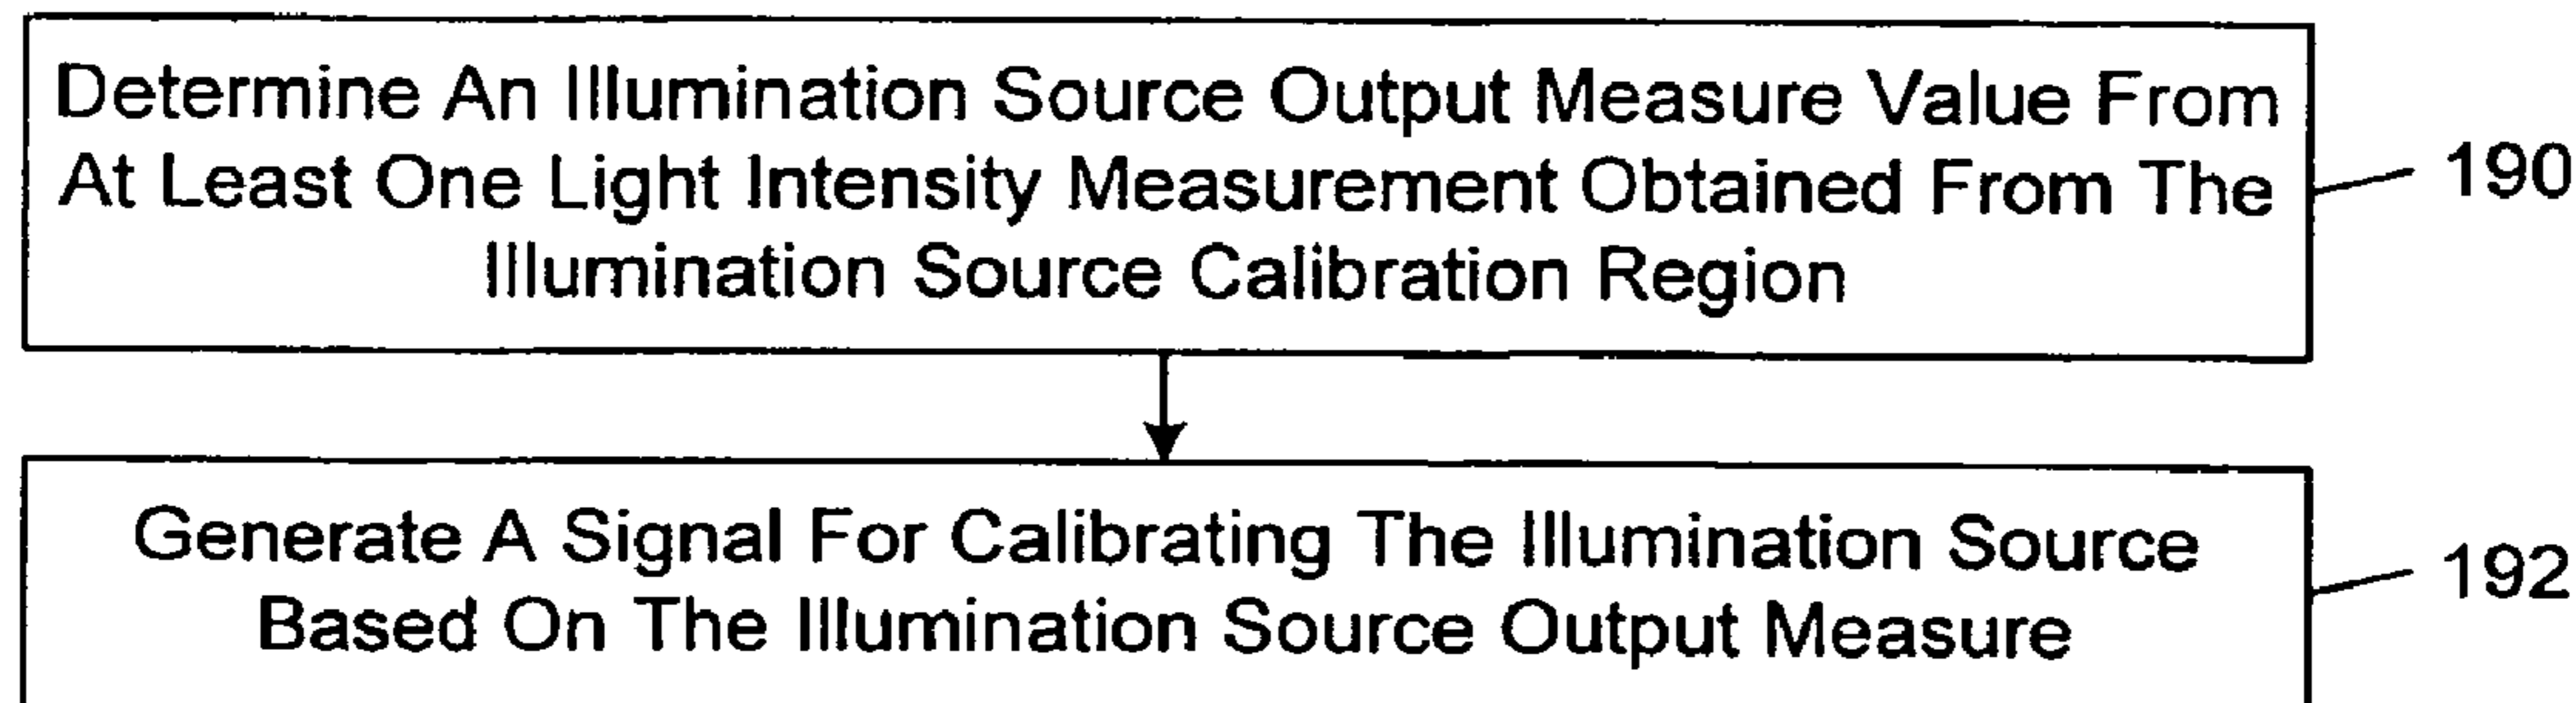 Determine An Illumination Source Output Measure Value From
At Least One Light Intensity Measurement Obtained From The
Illumination Source Calibration Region
190
Generate A Signal For Calibrating The Illumination Source
Based On The Illumination Source Output Measure
192